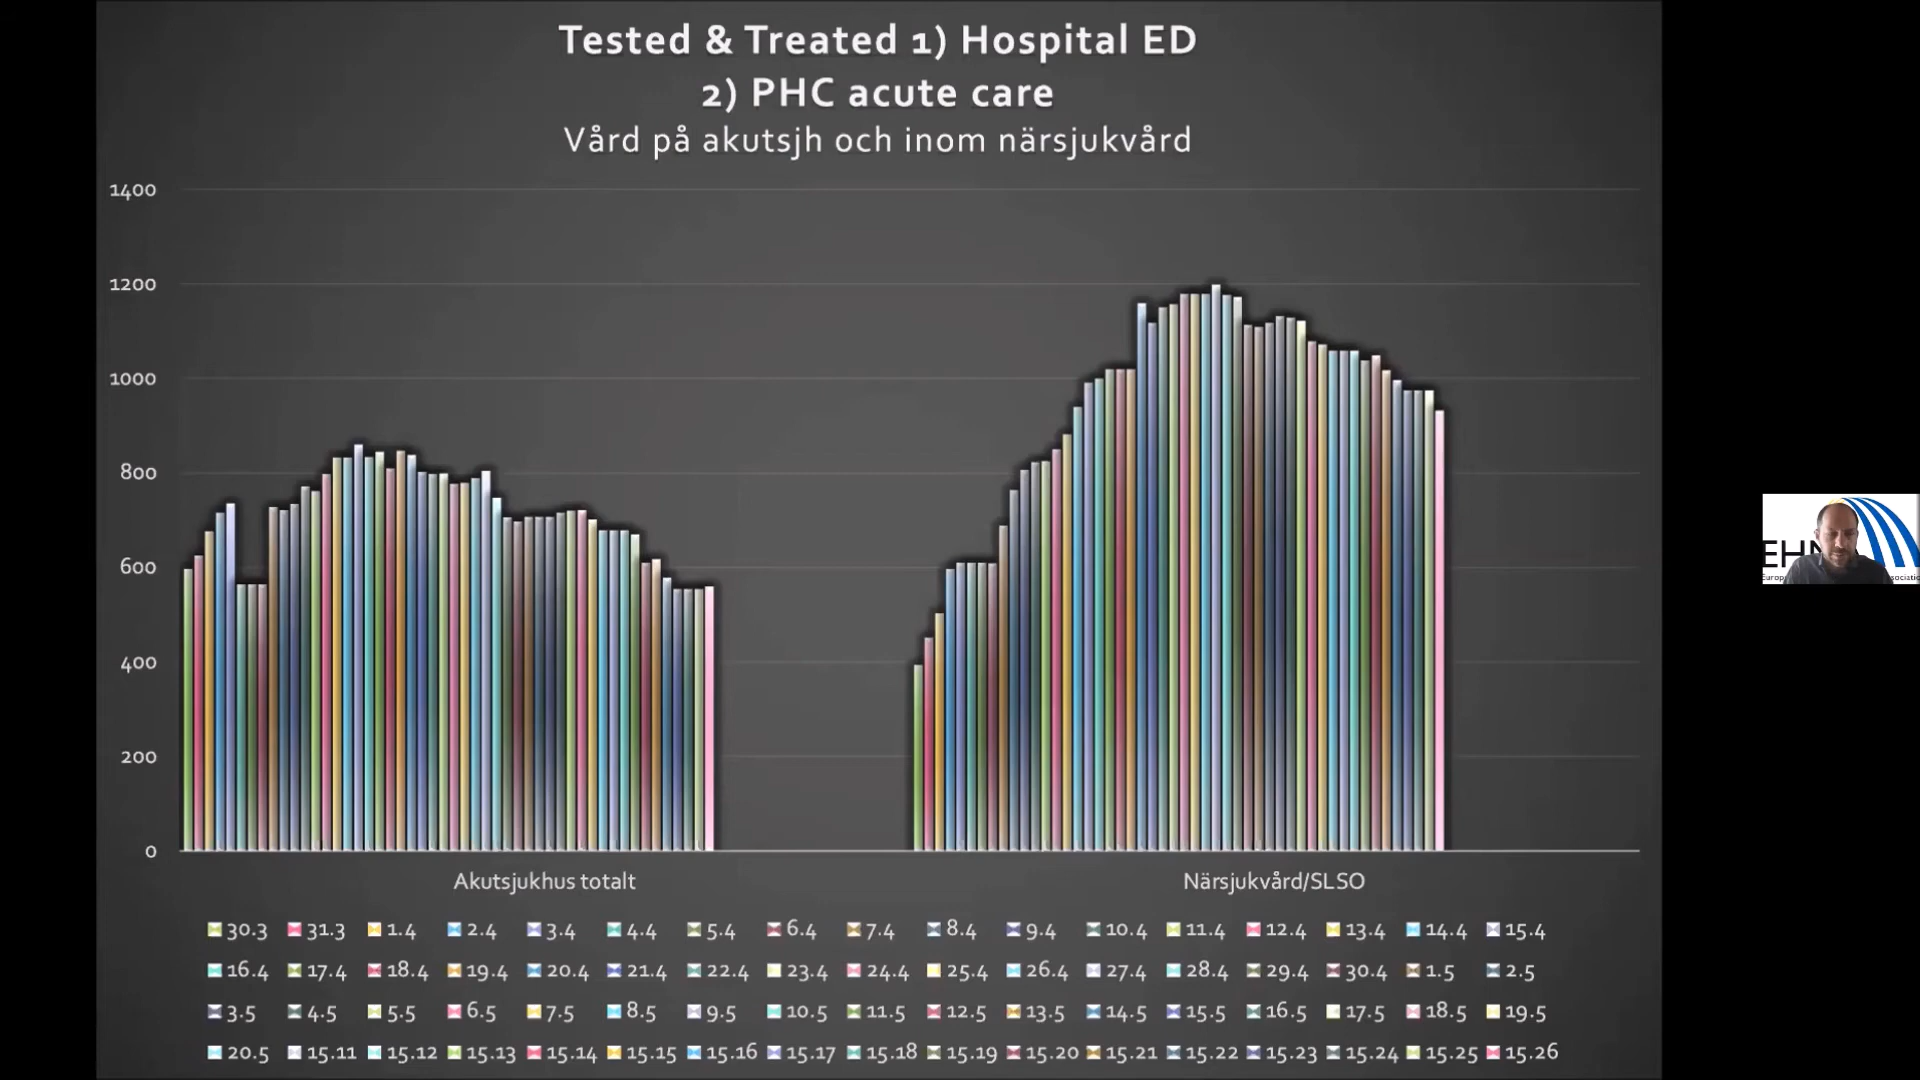 Tested & Treated 1) Hospital ED
2) PHC acute care
Vård på akutsjh och inom närsjukvård
1400
1200
1000
800
600
400
200
0
Akutsjukhus totalt
Närsjukvård/SLSO
30.3 31.3 1.4 2.4 3.4 4.4 5.4 6.4 7.4 8.4 9.4 10.4 11.4 12.4 13.4 14.4 15.4
16.4 17.4 18.4 19.4 20.4 21.4 22.4 23.4 24.4 25.4 26.4 27.4 28.4 29.4 30.4 1.5 2.5
3.5 4.5 5.5 6.5 7.5 8.5 9.5 10.5 11.5 12.5 13.5 14.5 15.5 16.5 17.5 18.5 19.5
20.5 15.11 15.12 15.13 15.14 15.15 15.16 15.17 15.18 15.19 15.20 15.21 15.22 15.23 15.24 15.25 15.26